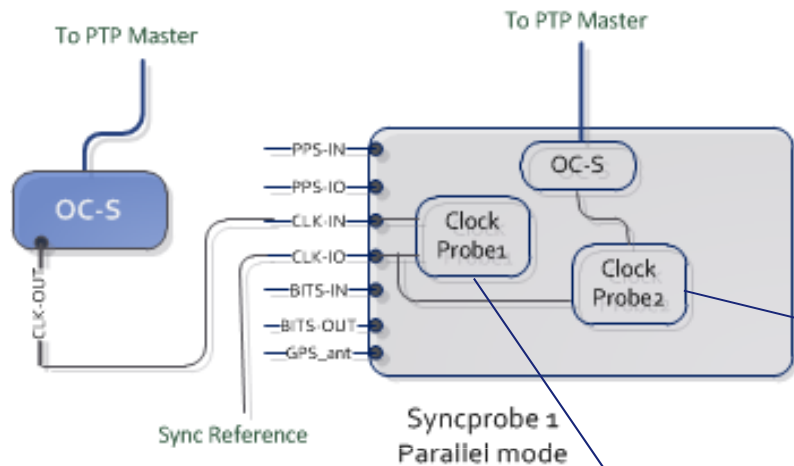 To PTP Master
To PTP Master
PPS-IN
OC-S
PPS-IO
OC-S
CLK-IN
Clock
Probe1
CLK-IO
Clock
Probe2
BITS-IN
CLK-OUT
BITS-OUT
GPS_ant
Sync Reference
Syncprobe 1
Parallel mode